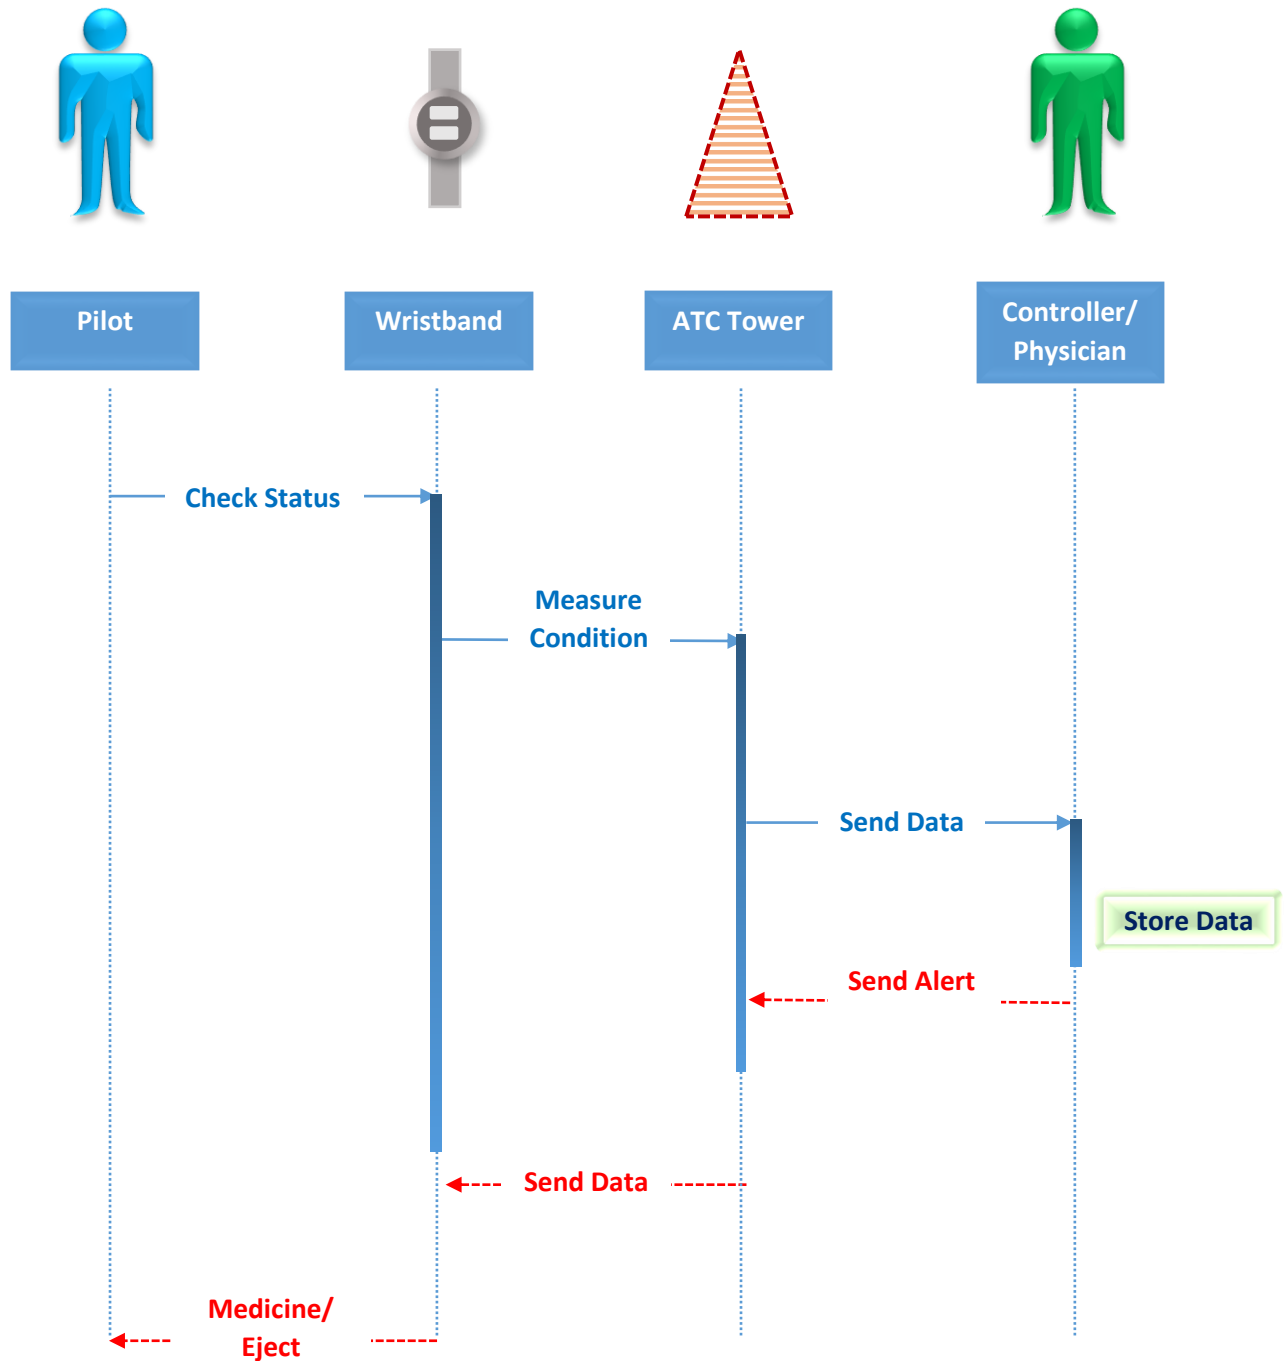 Pilot
Wristband
ATC Tower
Controller/
Physician
Check Status
Measure
Condition
Send Data
Store Data
Send Alert
Send Data
Medicine/
Eject